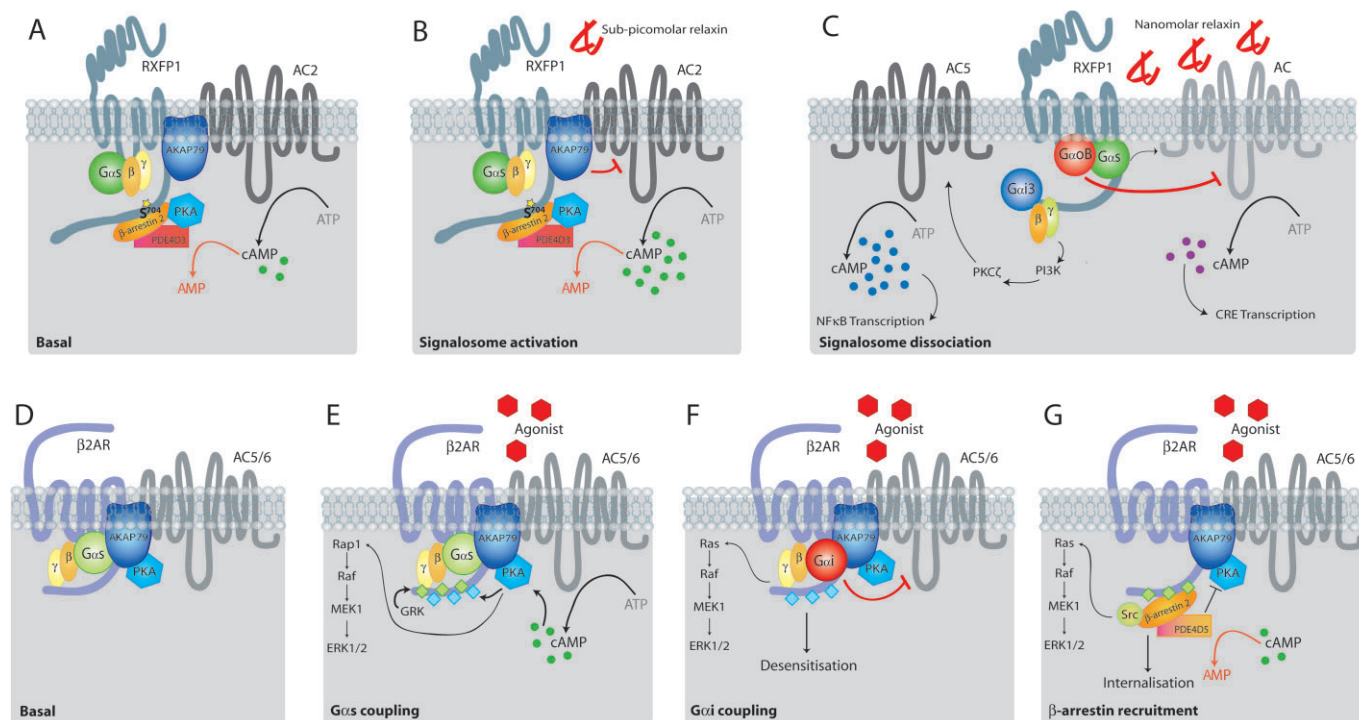 A
RXFP1
AC2
AKAP79
Gαs
β
γ
S704
β-arrestin 2
PKA
PDE4D3
ATP
cAMP
AMP
Basal
B
Sub-picomolar relaxin
RXFP1
AC2
AKAP79
Gαs
β
γ
S704
β-arrestin 2
PKA
PDE4D3
ATP
cAMP
AMP
Signalosome activation
C
Nanomolar relaxin
RXFP1
AC5
AC
GαoB
Gαs
Gαi3
β
γ
ATP
cAMP
PKCζ
PI3K
ATP
cAMP
NFκB Transcription
CRE Transcription
Signalosome dissociation
D
β2AR
AC5/6
AKAP79
γ
β
Gαs
PKA
Basal
E
Agonist
β2AR
AC5/6
AKAP79
Rap1
Raf
MEK1
ERK1/2
γ
β
Gαs
PKA
GRK
ATP
cAMP
Gαs coupling
F
Agonist
β2AR
AC5/6
AKAP79
Ras
Raf
MEK1
ERK1/2
γ
β
Gαi
PKA
Desensitisation
Gαi coupling
G
Agonist
β2AR
AC5/6
AKAP79
Ras
Raf
MEK1
ERK1/2
PKA
Src
β-arrestin 2
PDE4D5
cAMP
AMP
Internalisation
β-arrestin recruitment